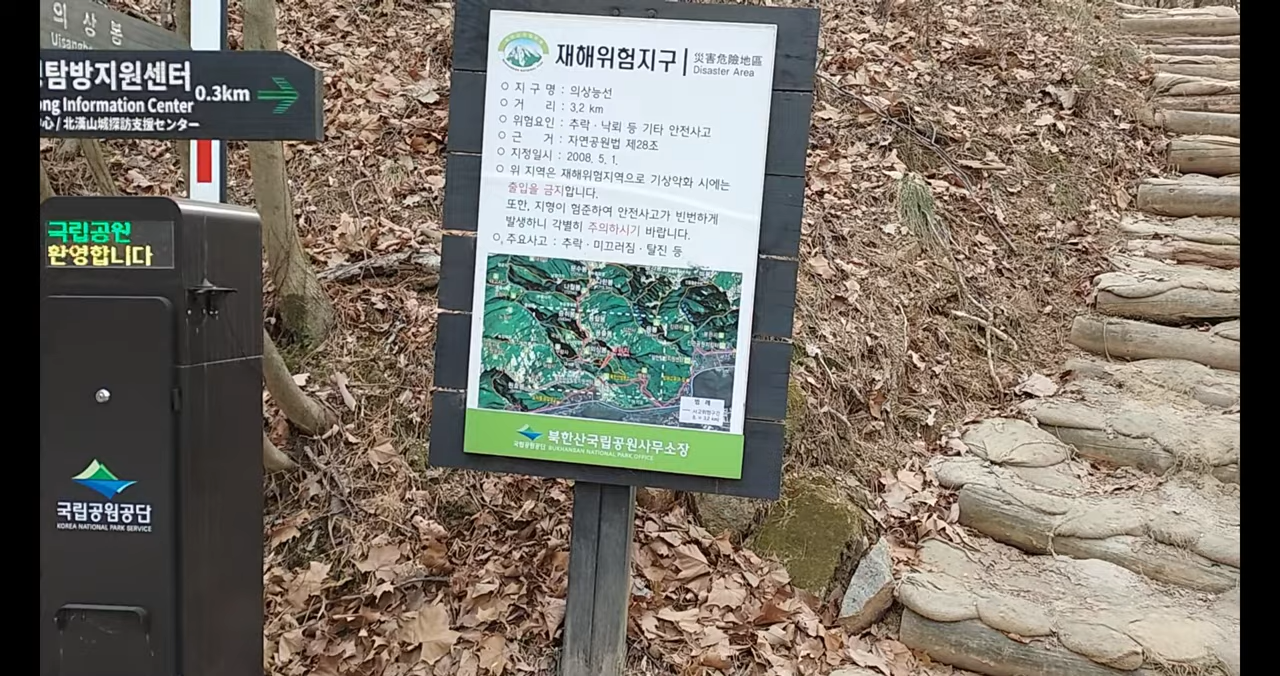 의상봉
Uisangb
탐방지원센터 0.3km
ong Information Center
心 / 北漢山城探訪支援センター
국립공원
환영합니다
국립공원공단
KOREA NATIONAL PARK SERVICE
재해위험지구 災害危險地區
Disaster Area
○ 지 구 명 : 의상능선
○ 거 리 : 3.2 km
○ 위험요인 : 추락 · 낙뢰 등 기타 안전사고
○ 근 거 : 자연공원법 제28조
○ 지정일시 : 2008. 5. 1.
○ 위 지역은 재해위험지역으로 기상악화 시에는
출입을 금지합니다.
또한, 지형이 험준하여 안전사고가 빈번하게
발생하니 각별히 주의하시기 바랍니다.
○ 주요사고 : 추락 · 미끄러짐 · 탈진 등
범 례
국립공원공단 북한산국립공원사무소장
BUKHANSAN NATIONAL PARK OFFICE